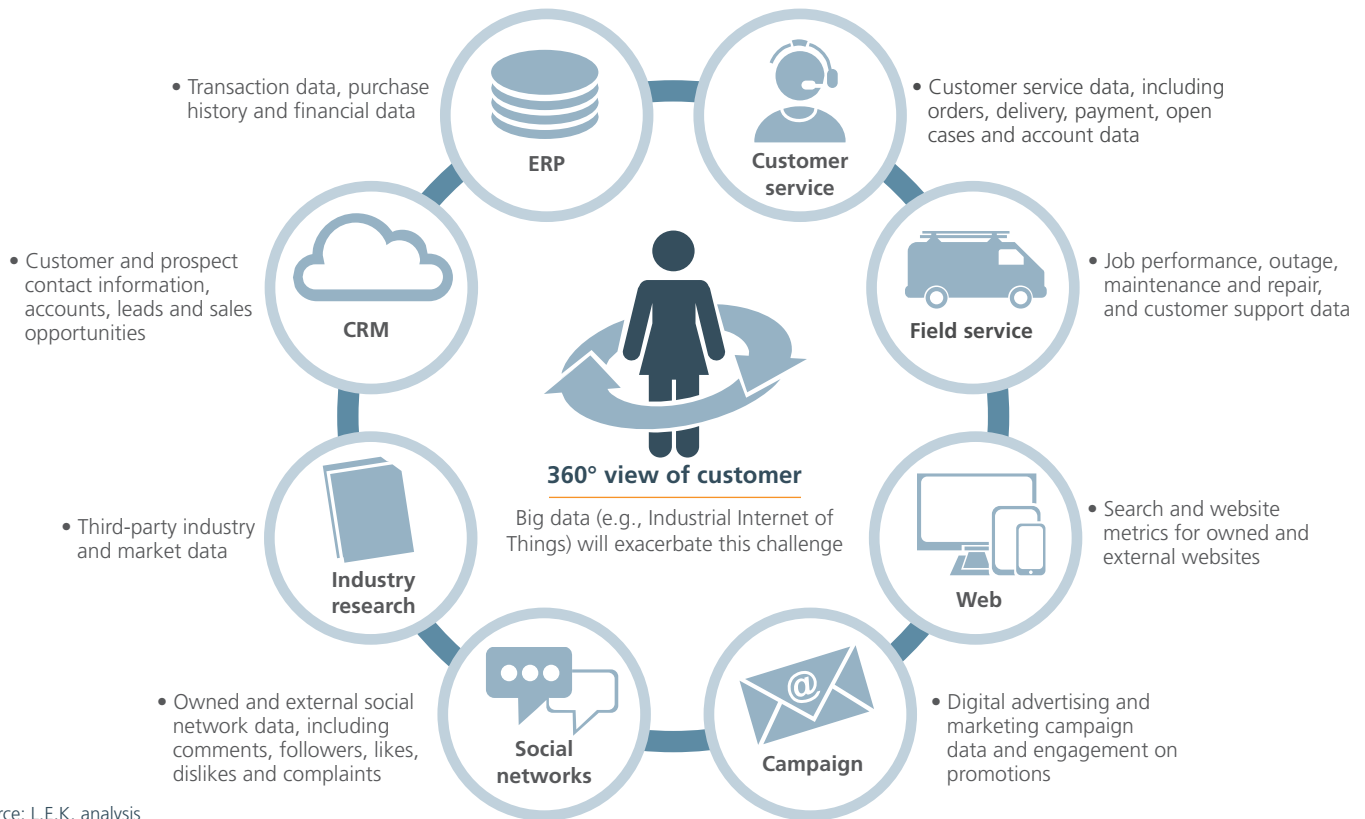 • Transaction data, purchase
history and financial data
ERP
Customer
service
• Customer service data, including
orders, delivery, payment, open
cases and account data
• Customer and prospect
contact information,
accounts, leads and sales
opportunities
CRM
Field service
• Job performance, outage,
maintenance and repair,
and customer support data
360° view of customer
Big data (e.g., Industrial Internet of
Things) will exacerbate this challenge
• Third-party industry
and market data
Industry
research
Web
• Search and website
metrics for owned and
external websites
• Owned and external social
network data, including
comments, followers, likes,
dislikes and complaints
Social
networks
@
Campaign
• Digital advertising and
marketing campaign
data and engagement on
promotions
rce: L.E.K. analysis